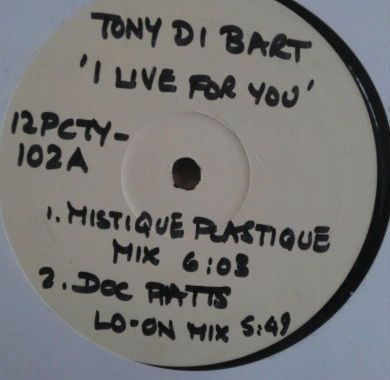 TONY DI BART
'I LIVE FOR YOU'
12PCTY-
102A
1. MISTIQUE PLASTIQUE
MIX 6:03
2. DOC PIATTS
LO-ON MIX 5:49